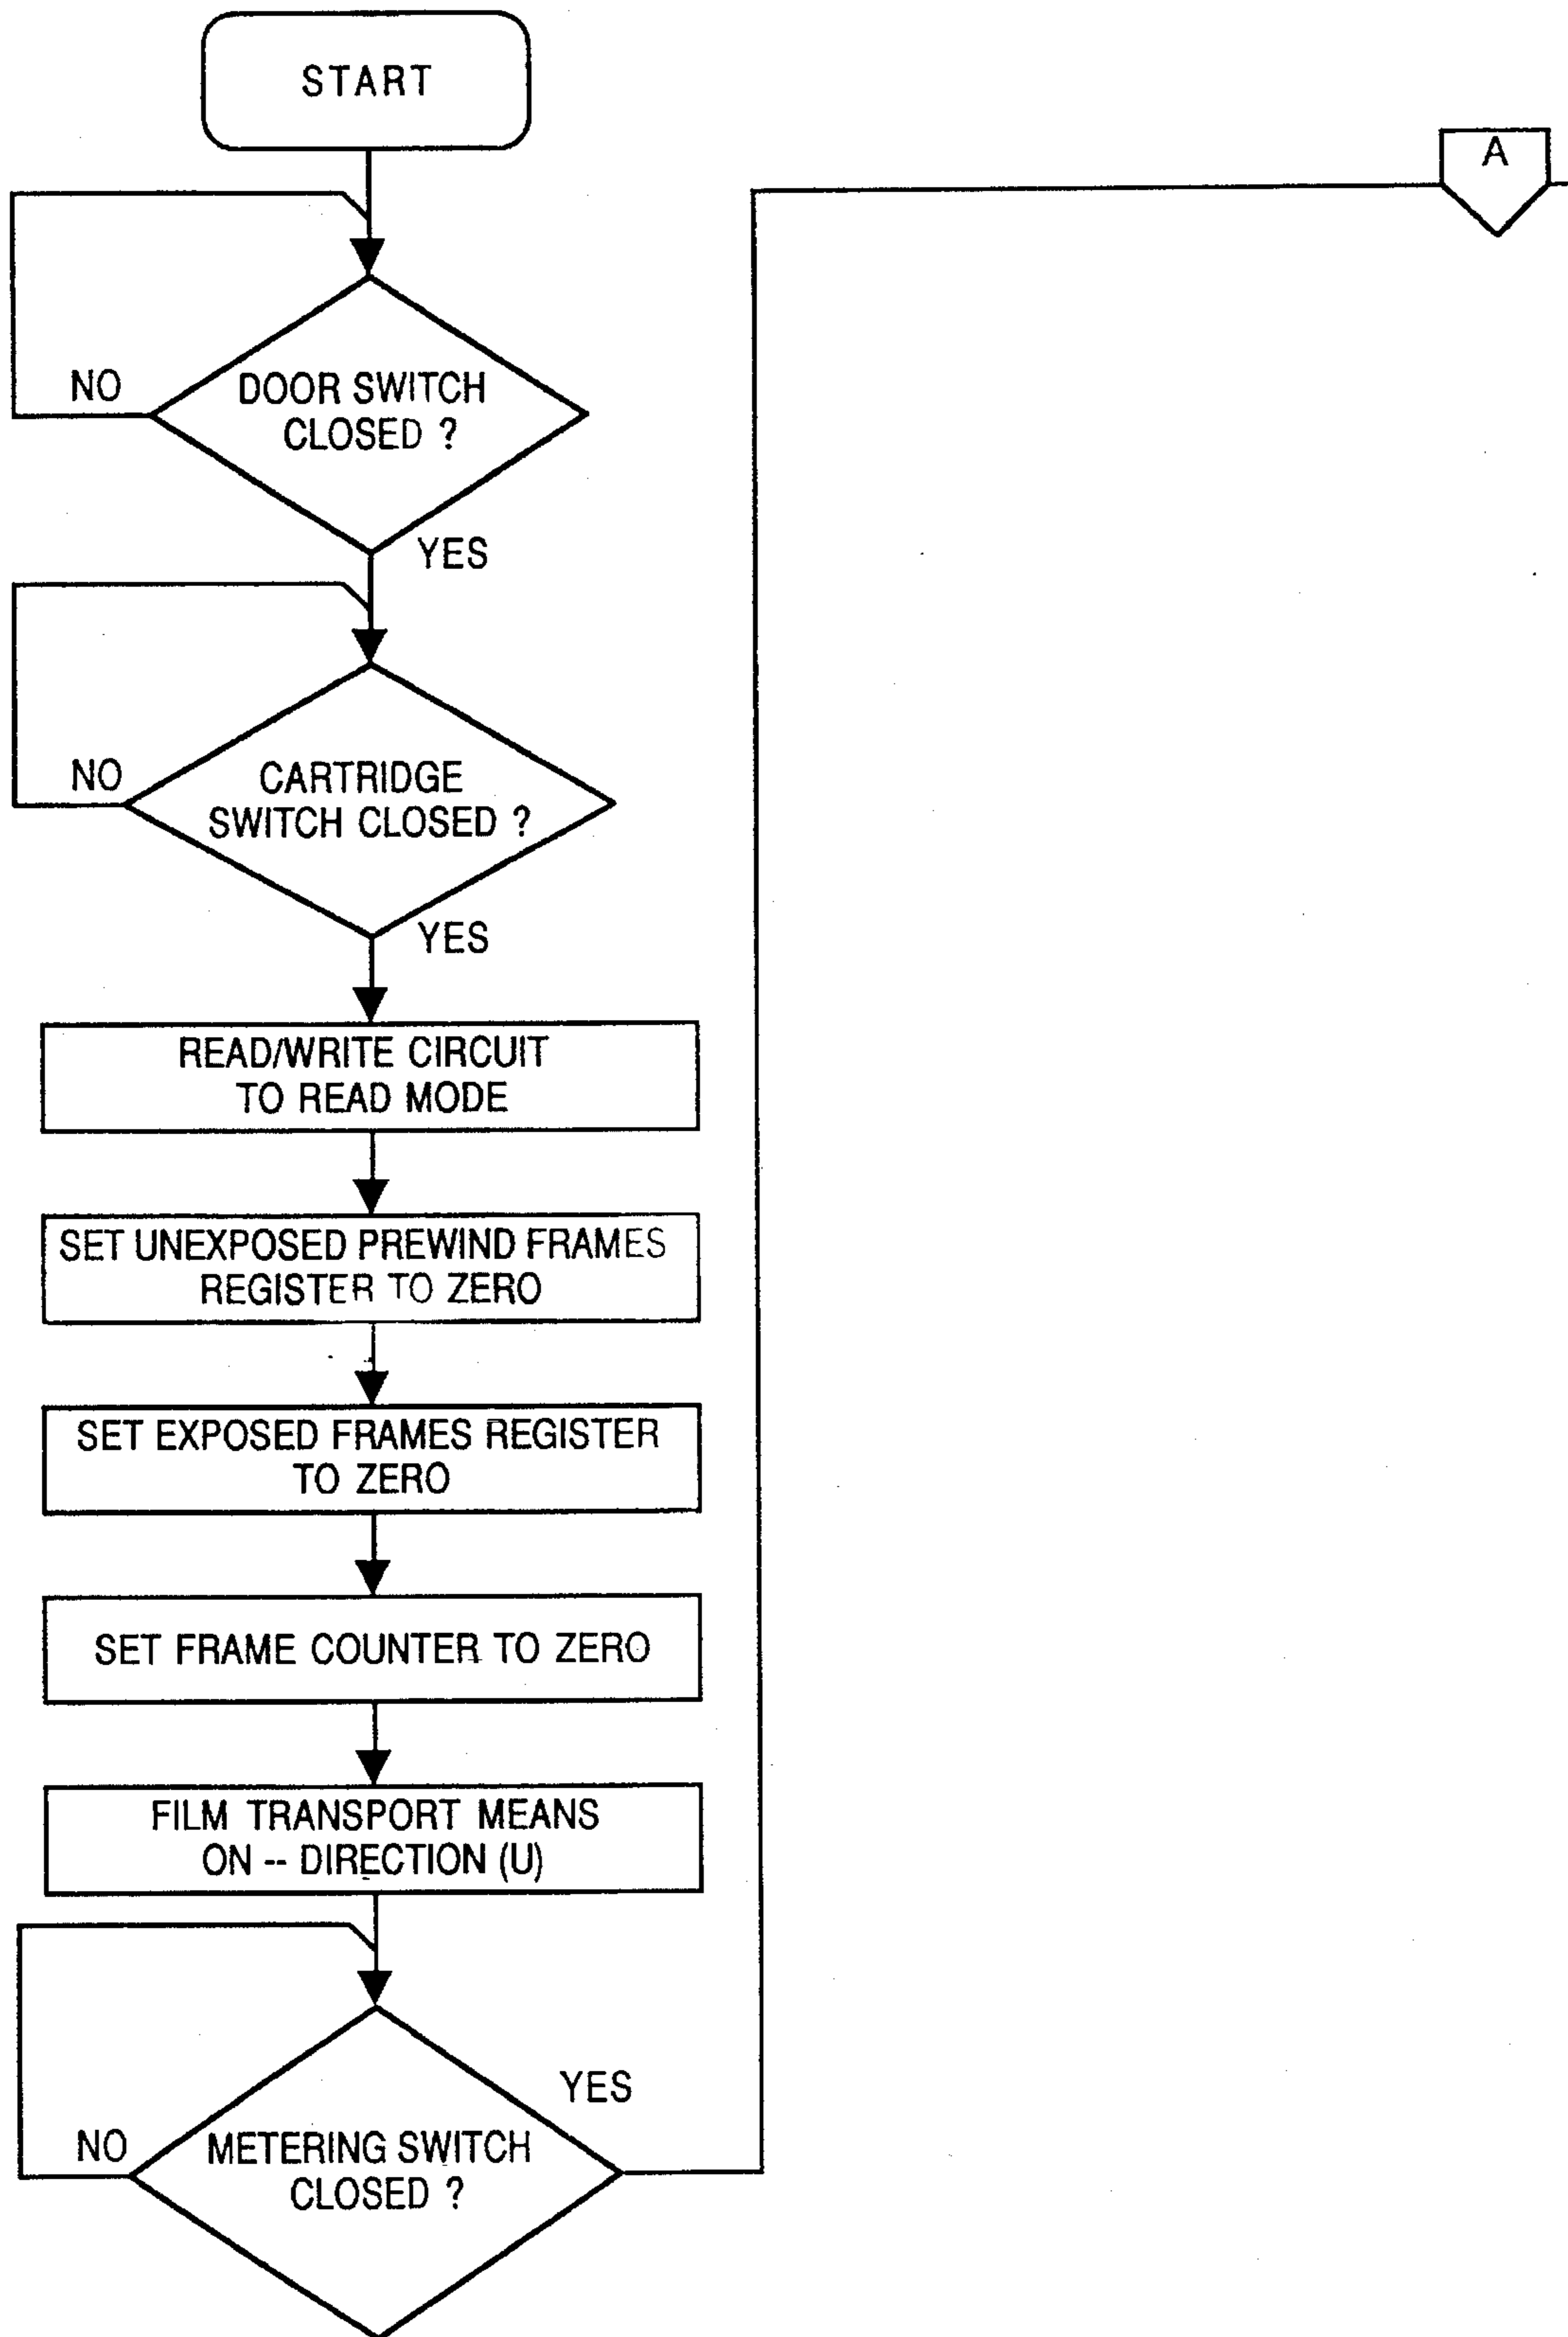 START
A
NO
DOOR SWITCH
CLOSED ?
YES
NO
CARTRIDGE
SWITCH CLOSED ?
YES
READ/WRITE CIRCUIT
TO READ MODE
SET UNEXPOSED PREWIND FRAMES
REGISTER TO ZERO
SET EXPOSED FRAMES REGISTER
TO ZERO
SET FRAME COUNTER TO ZERO
FILM TRANSPORT MEANS
ON -- DIRECTION (U)
YES
NO
METERING SWITCH
CLOSED ?